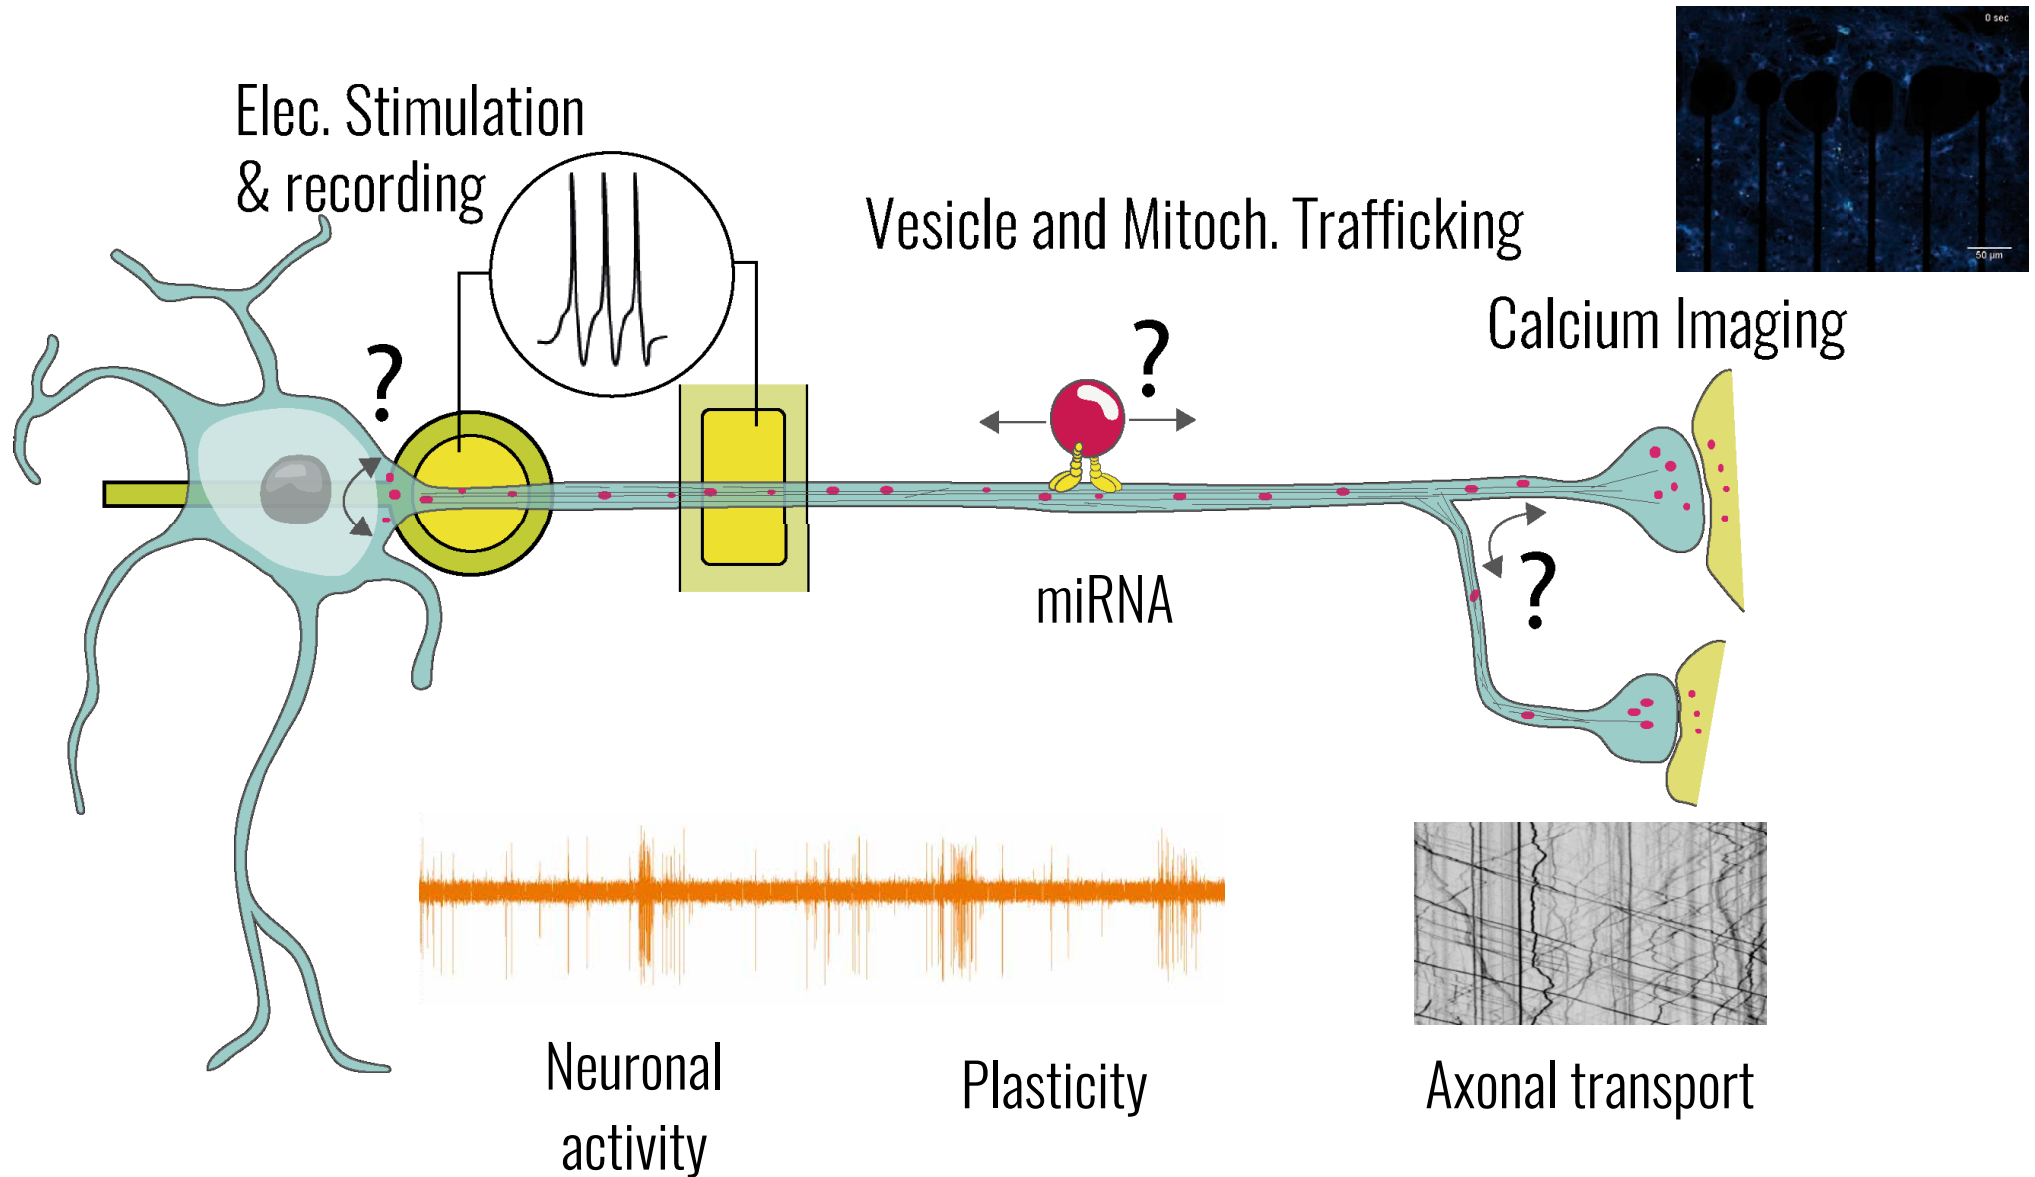 0 sec
Elec. Stimulation
& recording
Vesicle and Mitoch. Trafficking
50 µm
Calcium Imaging
?
?
?
miRNA
Neuronal
activity
Plasticity
Axonal transport